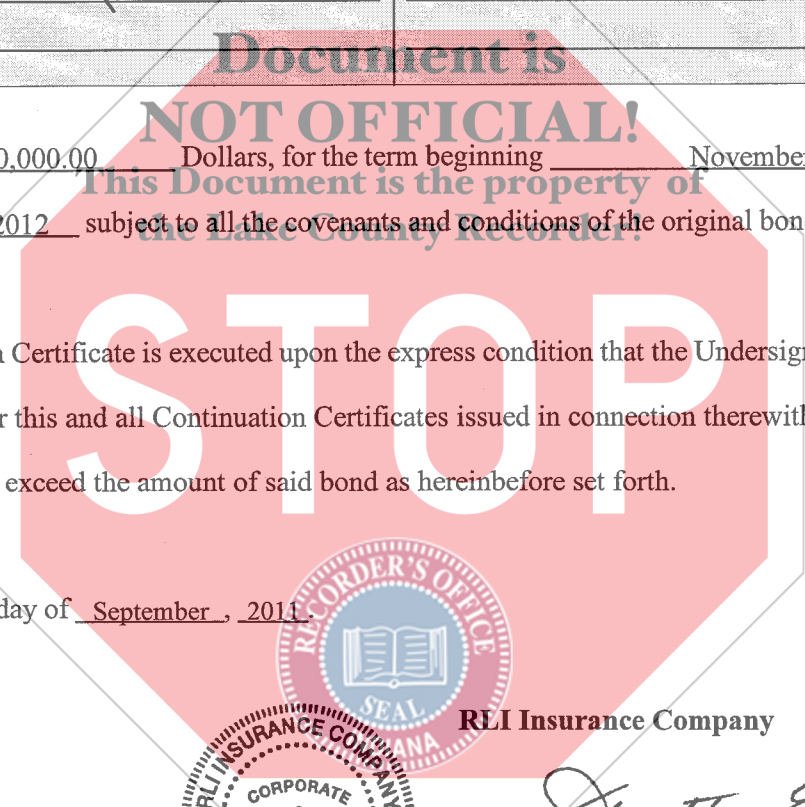 Document is
NOT OFFICIAL!
0,000.00 Dollars, for the term beginning November
This Document is the property of
2012 subject to all the covenants and conditions of the original bon
the Lake County Recorder!
STOP
Certificate is executed upon the express condition that the Undersign
r this and all Continuation Certificates issued in connection therewith
exceed the amount of said bond as hereinbefore set forth.
day of September, 2011.
RECORDER'S OFFICE
SEAL
RLI Insurance Company
RLI INSURANCE COMPANY
CORPORATE